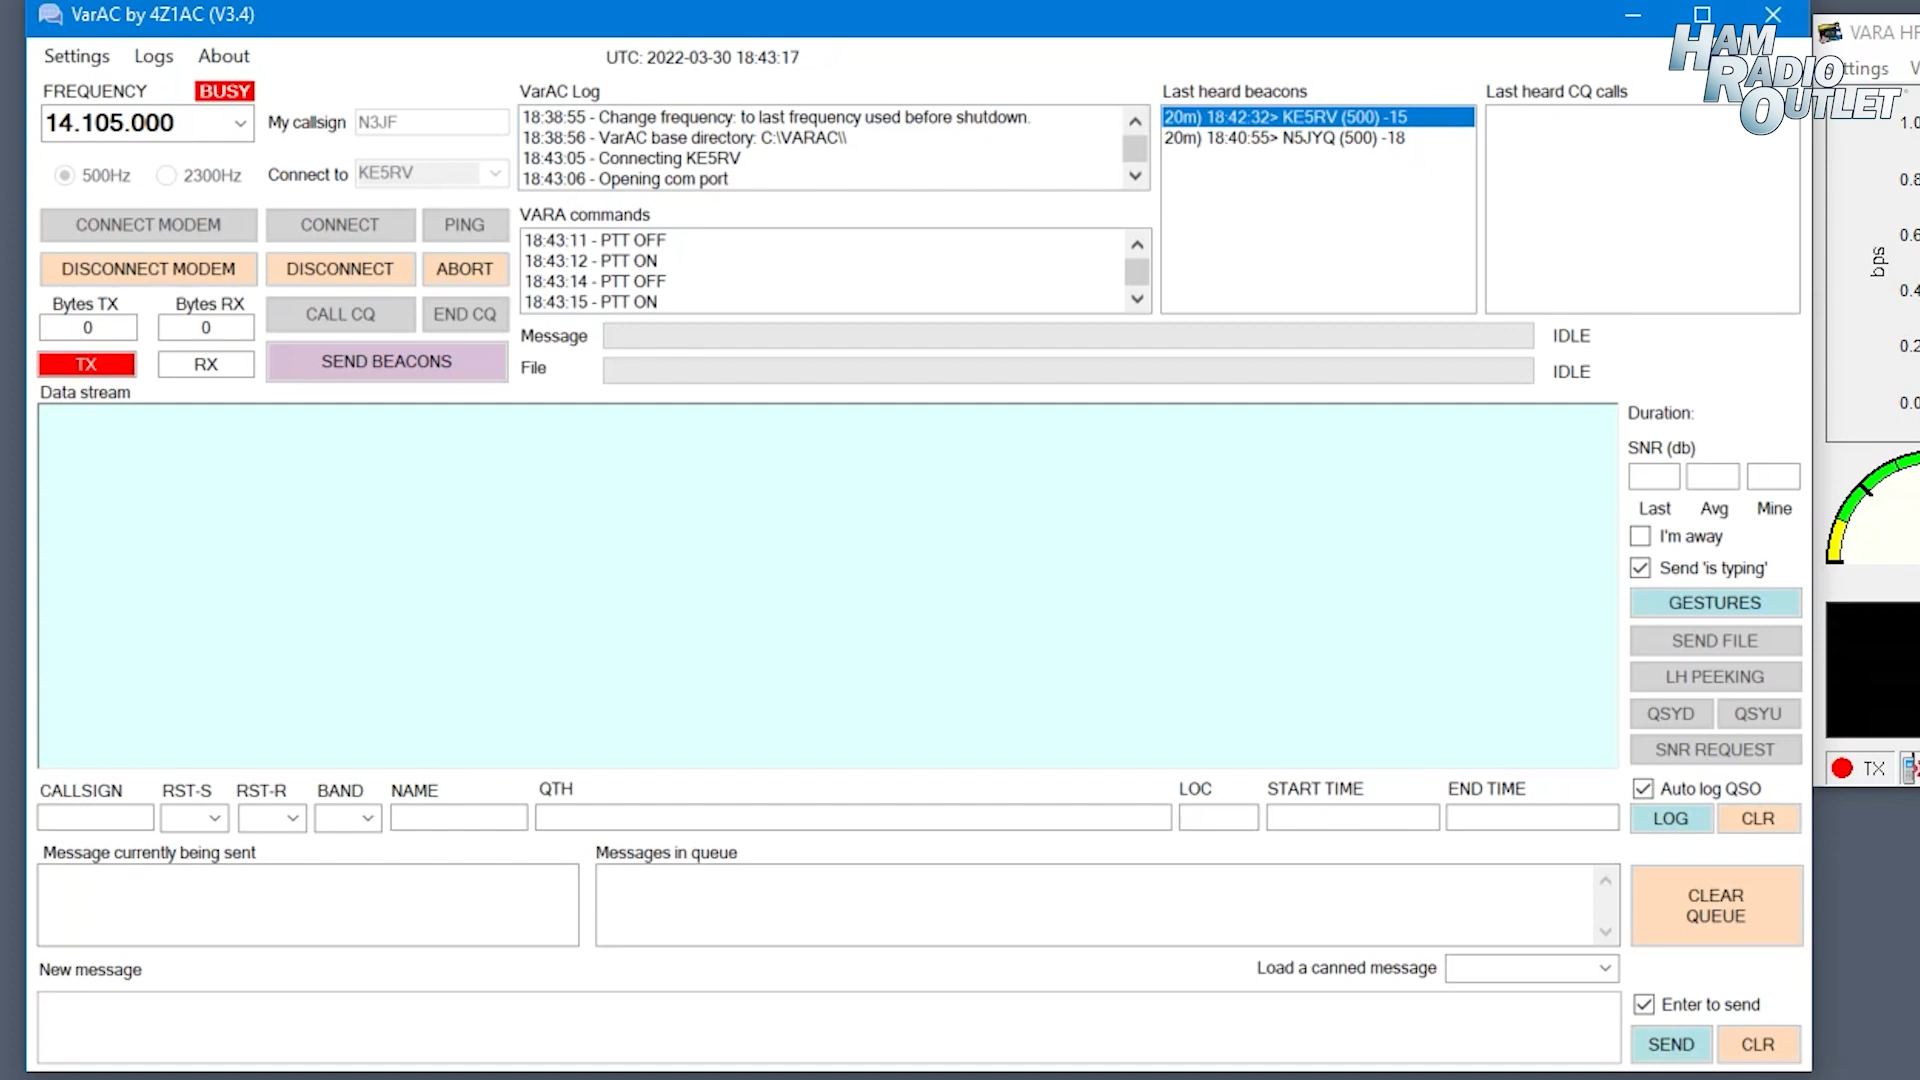 VarAC by 4Z1AC (V3.4)
VARA HF
HAM RADIO OUTLET
Settings Logs About
UTC: 2022-03-30 18:43:17
ttings
FREQUENCY BUSY
14.105.000
My callsign N3JF
500Hz 2300Hz
Connect to KE5RV
CONNECT MODEM CONNECT PING
DISCONNECT MODEM DISCONNECT ABORT
Bytes TX Bytes RX
0 0
CALL CQ END CQ
TX RX
SEND BEACONS
VarAC Log
18:38:55 - Change frequency: to last frequency used before shutdown.
18:38:56 - VarAC base directory: C:\VARAC\\
18:43:05 - Connecting KE5RV
18:43:06 - Opening com port
VARA commands
18:43:11 - PTT OFF
18:43:12 - PTT ON
18:43:14 - PTT OFF
18:43:15 - PTT ON
Last heard beacons
20m) 18:42:32> KE5RV (500) -15
20m) 18:40:55> N5JYQ (500) -18
Last heard CQ calls
Message IDLE
File IDLE
Data stream
Duration:
SNR (db)
Last Avg Mine
I'm away
Send 'is typing'
GESTURES
SEND FILE
LH PEEKING
QSYD QSYU
SNR REQUEST
CALLSIGN RST-S RST-R BAND NAME QTH LOC START TIME END TIME
Auto log QSO
LOG CLR
Message currently being sent Messages in queue
CLEAR
QUEUE
New message Load a canned message
Enter to send
SEND CLR
1.0
0.8
0.6
bps
0.4
0.2
0.0
TX